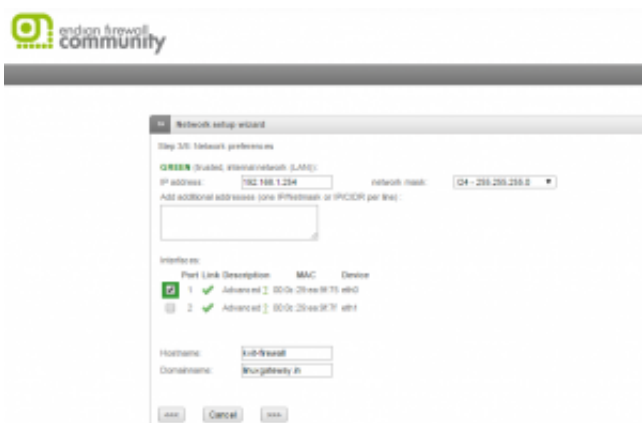 endian firewall
community
Network setup wizard
Step 3/8: Network preferences
GREEN (trusted, internal network (LAN)):
IP address: 192.168.1.254 network mask: /24 - 255.255.255.0
Add additional addresses (one IP/Netmask or IP/CIDR per line) :
Interfaces:
Port Link Description MAC Device
1 Advanced ? eth0
2 Advanced ? eth1
Hostname:
Domainname:
<<< Cancel >>>